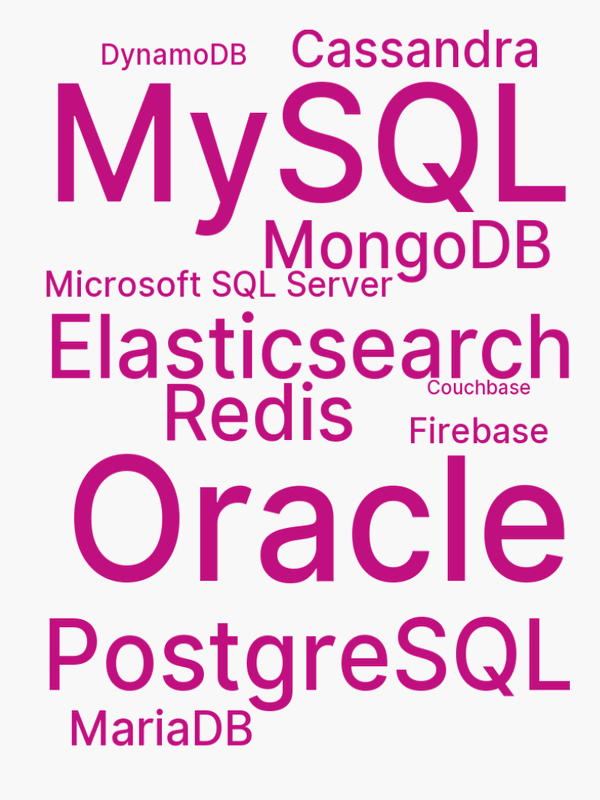 DynamoDB Cassandra
MySQL
MongoDB
Microsoft SQL Server
Elasticsearch
Couchbase
Redis
Firebase
Oracle
PostgreSQL
MariaDB